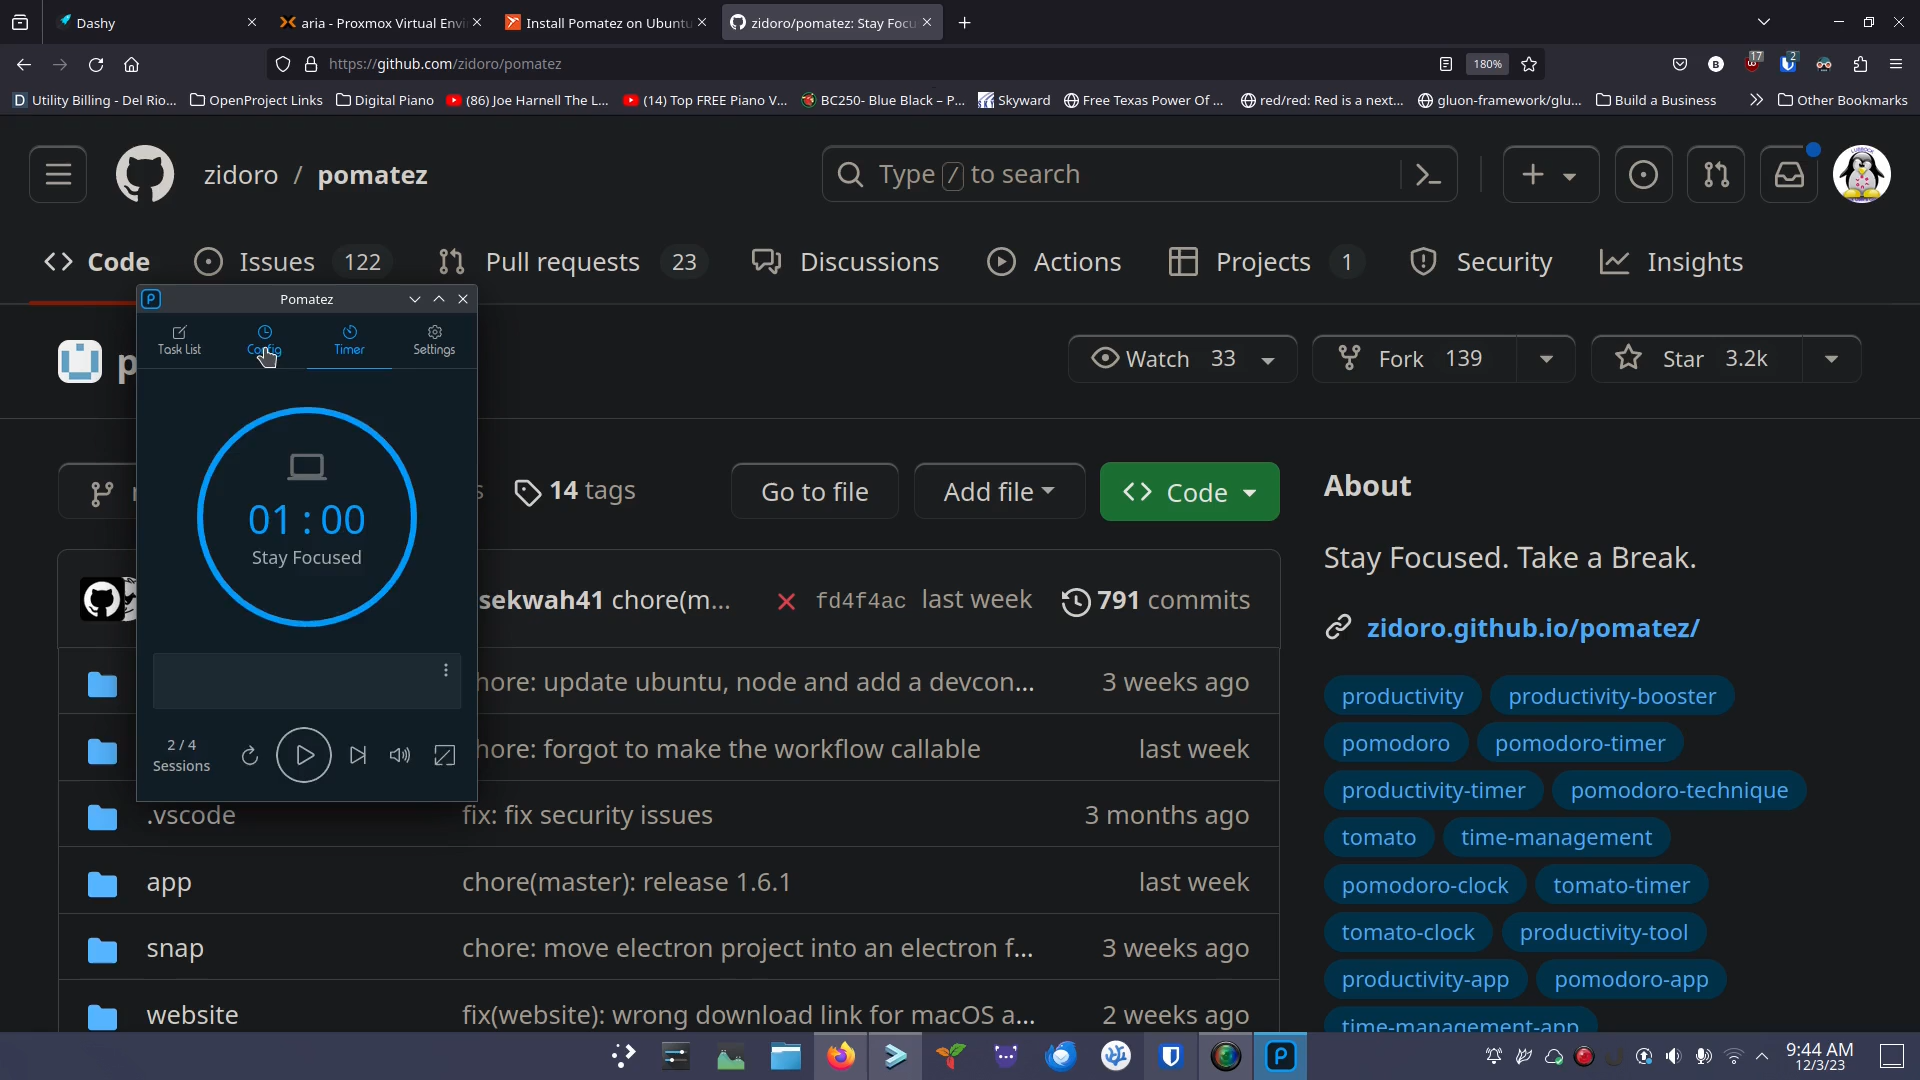 Dashy
aria - Proxmox Virtual Envi
Install Pomatez on Ubuntu
zidoro/pomatez: Stay Focu
https://github.com/zidoro/pomatez
180%
B
17
2
Utility Billing - Del Rio...
OpenProject Links
Digital Piano
(86) Joe Harnell The L...
(14) Top FREE Piano V...
BC250- Blue Black – P...
Skyward
Free Texas Power Of ...
red/red: Red is a next...
gluon-framework/glu...
Build a Business
Other Bookmarks
zidoro / pomatez
Type / to search
Code
Issues 122
Pull requests 23
Discussions
Actions
Projects 1
Security
Insights
Pomatez
Task List
Config
Timer
Settings
01 : 00
Stay Focused
2 / 4
Sessions
Watch 33
Fork 139
Star 3.2k
14 tags
Go to file
Add file
Code
About
Stay Focused. Take a Break.
zidoro.github.io/pomatez/
sekwah41 chore(m...
fd4f4ac last week
791 commits
hore: update ubuntu, node and add a devcon...
3 weeks ago
hore: forgot to make the workflow callable
last week
.vscode
fix: fix security issues
3 months ago
app
chore(master): release 1.6.1
last week
snap
chore: move electron project into an electron f...
3 weeks ago
website
fix(website): wrong download link for macOS a...
2 weeks ago
productivity
productivity-booster
pomodoro
pomodoro-timer
productivity-timer
pomodoro-technique
tomato
time-management
pomodoro-clock
tomato-timer
tomato-clock
productivity-tool
productivity-app
pomodoro-app
time-management-app
9:44 AM
12/3/23